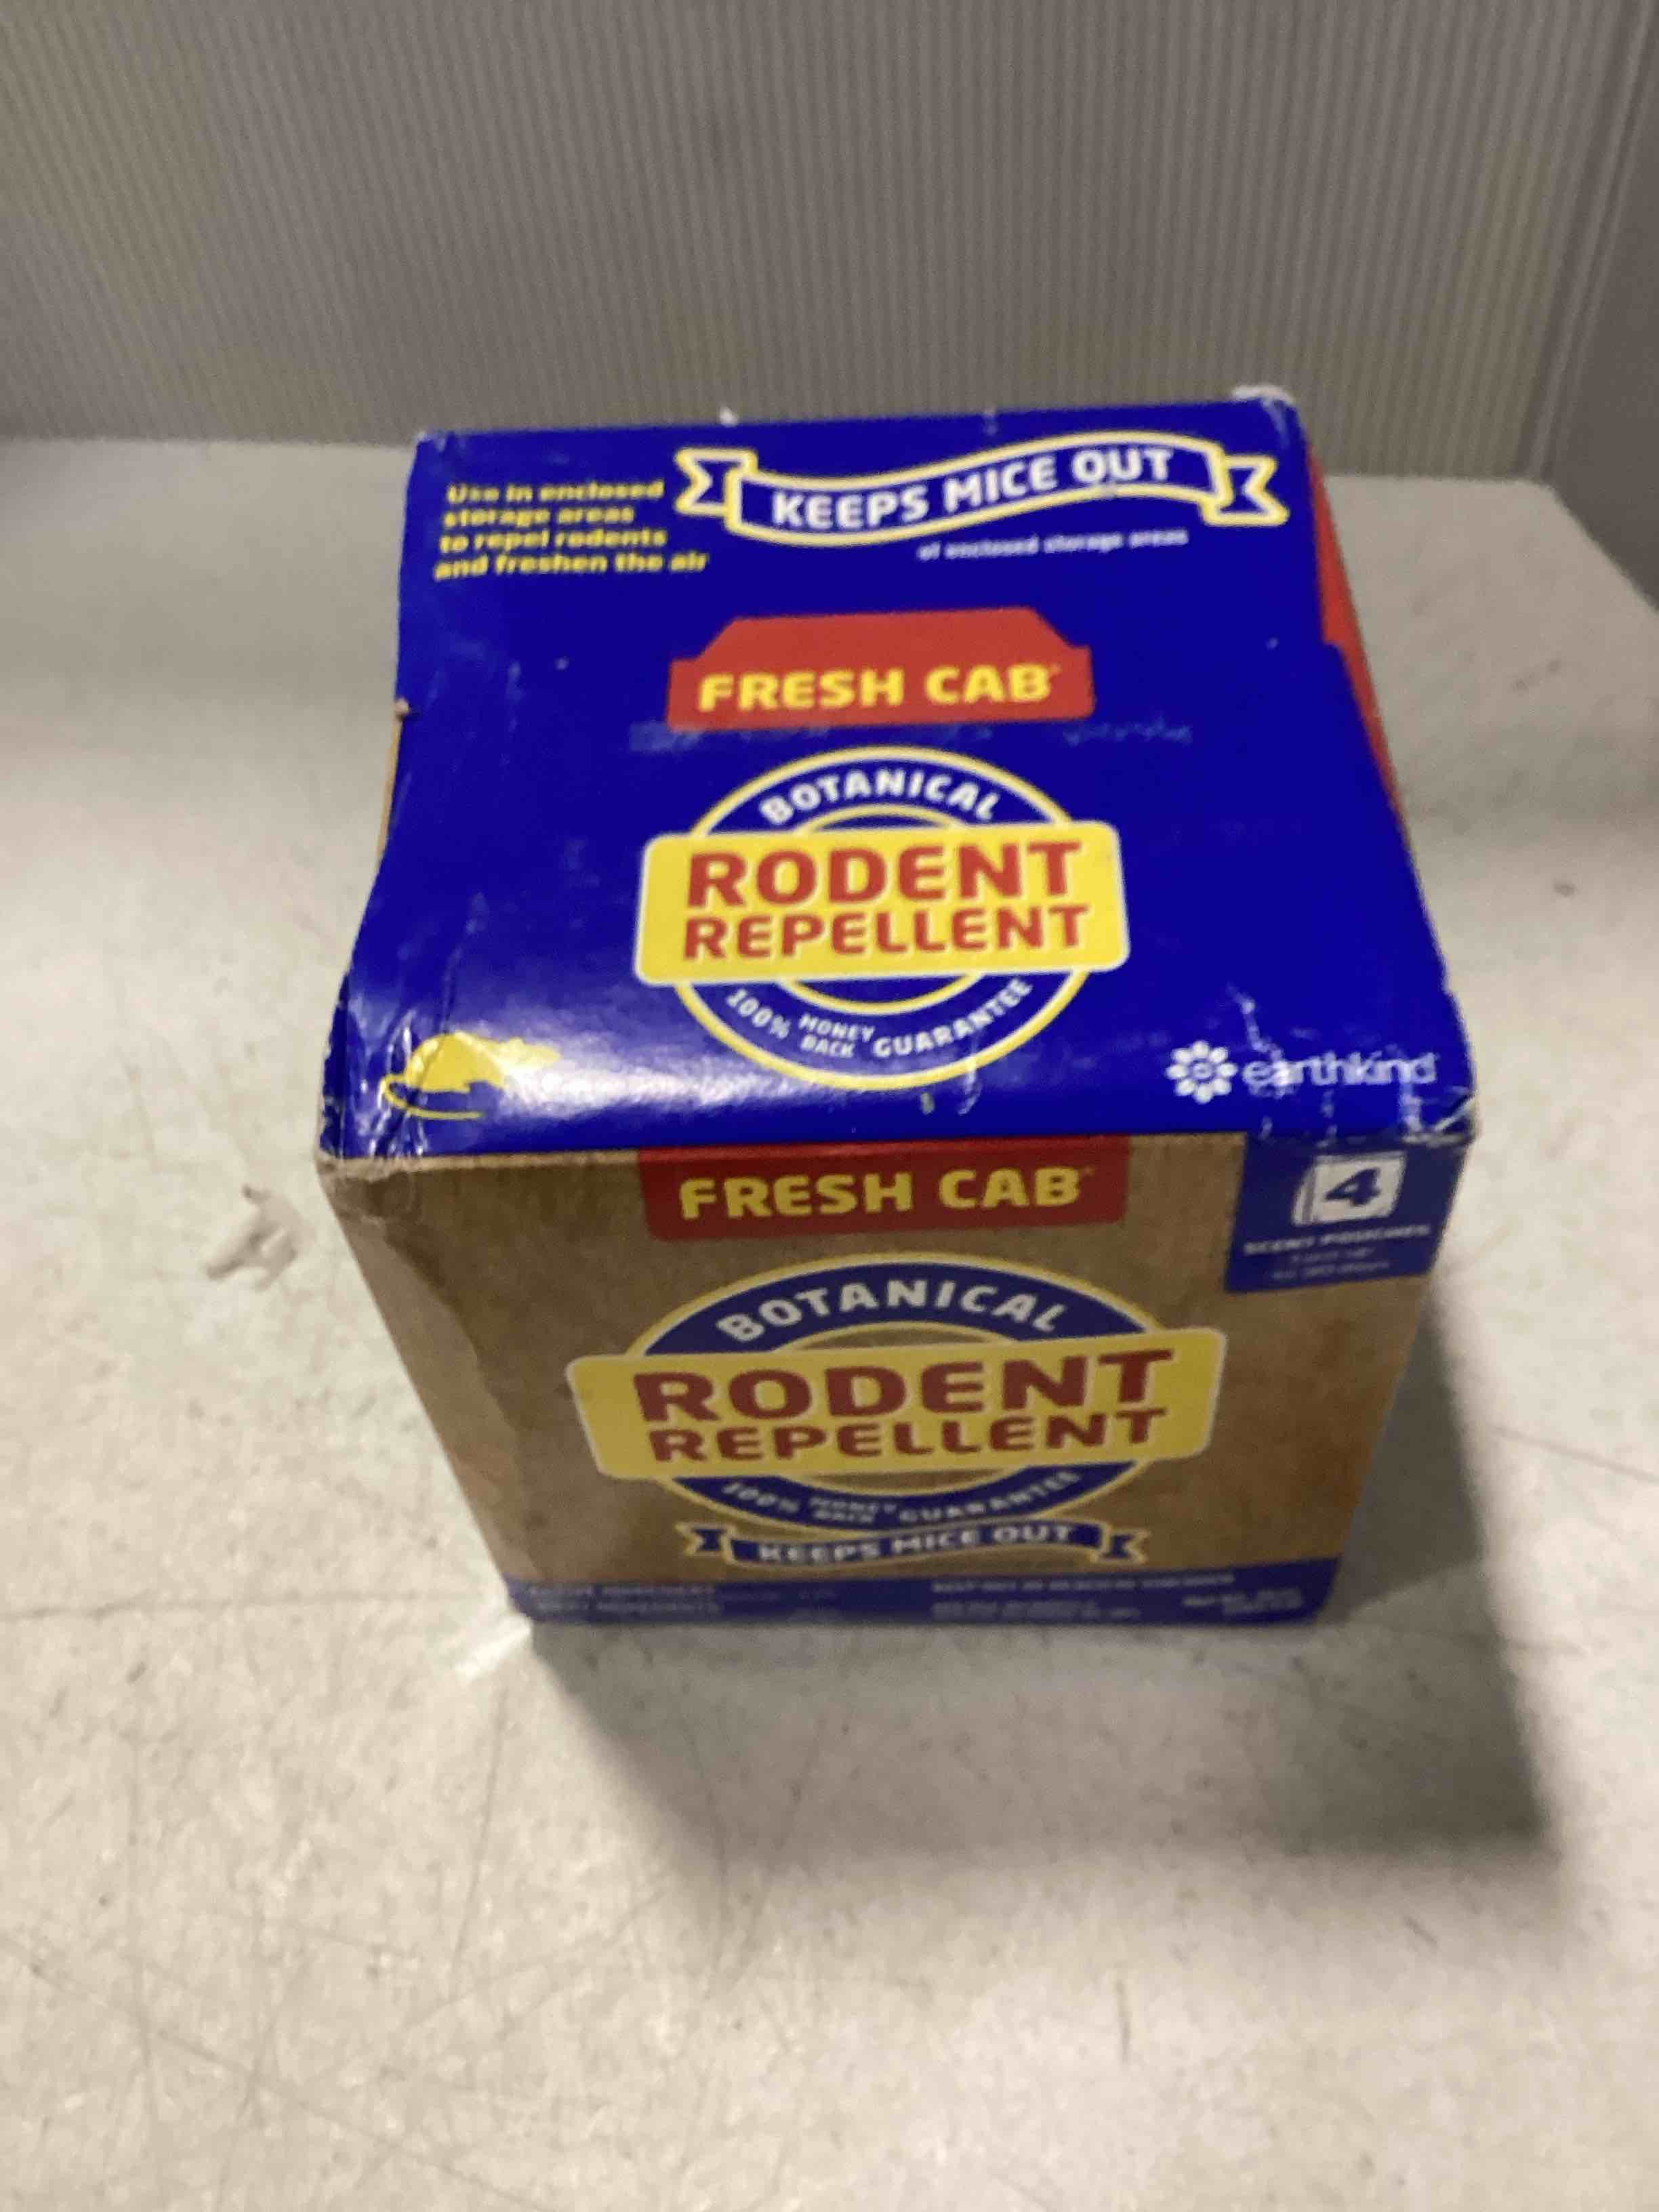 Use in enclosed
storage areas
to repel rodents
and freshen the air
KEEPS MICE OUT
of enclosed storage areas
FRESH CAB
BOTANICAL
RODENT
REPELLENT
100% MONEY BACK GUARANTEE
earthkind
FRESH CAB
4
SCENT POUCHES
BOTANICAL
RODENT
REPELLENT
100% MONEY BACK GUARANTEE
KEEPS MICE OUT